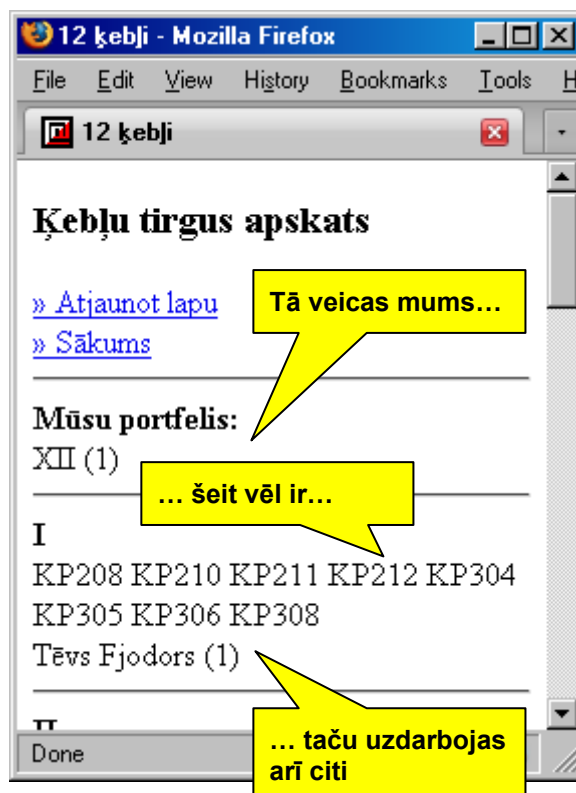 12 ķebļi - Mozilla Firefox
File Edit View History Bookmarks Tools H
12 ķebļi
Ķebļu tirgus apskats
» Atjaunot lapu
Tā veicas mums…
» Sākums
Mūsu portfelis:
XII (1)
… šeit vēl ir…
I
KP208 KP210 KP211 KP212 KP304
KP305 KP306 KP308
Tēvs Fjodors (1)
II
… taču uzdarbojas
arī citi
Done